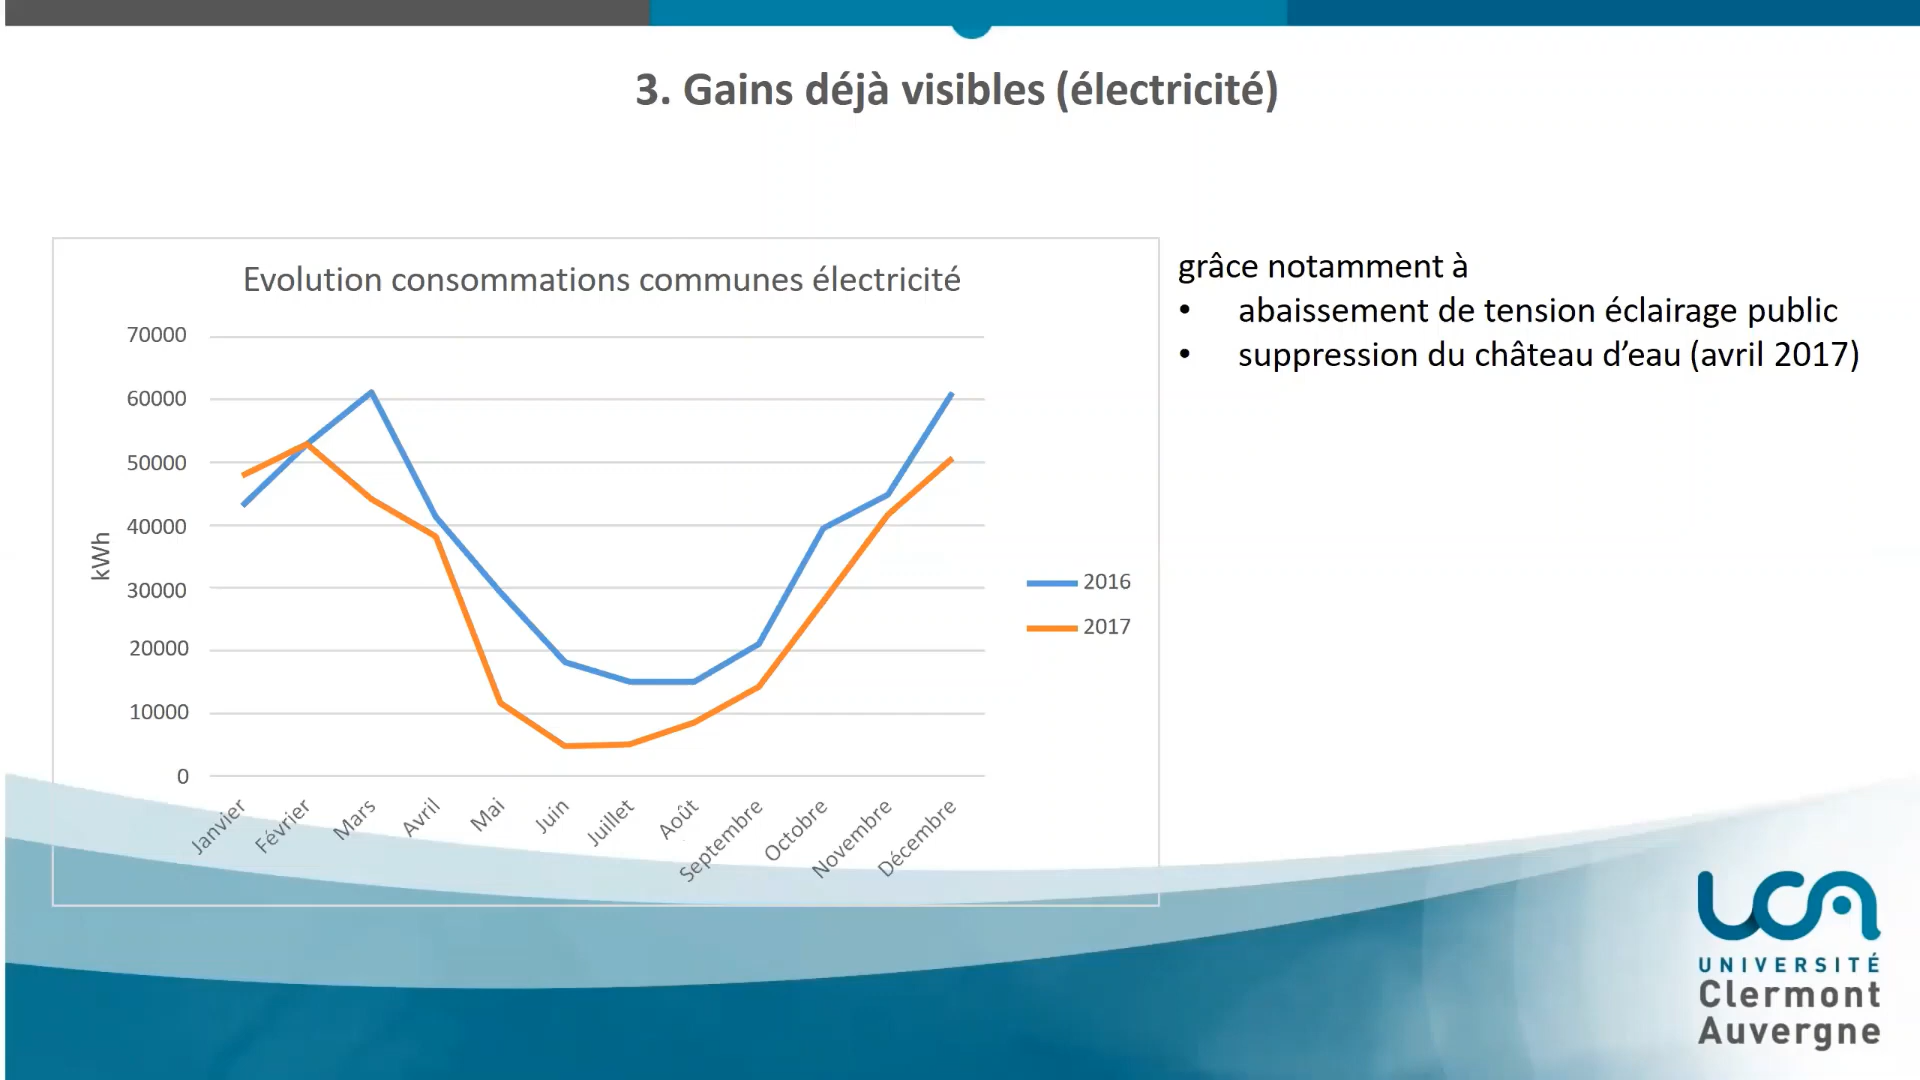 3. Gains déjà visibles (électricité)
Evolution consommations communes électricité
70000
60000
50000
40000
30000
20000
10000
0
kWh
Janvier
Février
Mars
Avril
Mai
Juin
Juillet
Août
Septembre
Octobre
Novembre
Décembre
2016
2017
grâce notamment à
• abaissement de tension éclairage public
• suppression du château d’eau (avril 2017)
UCA
UNIVERSITÉ
Clermont
Auvergne